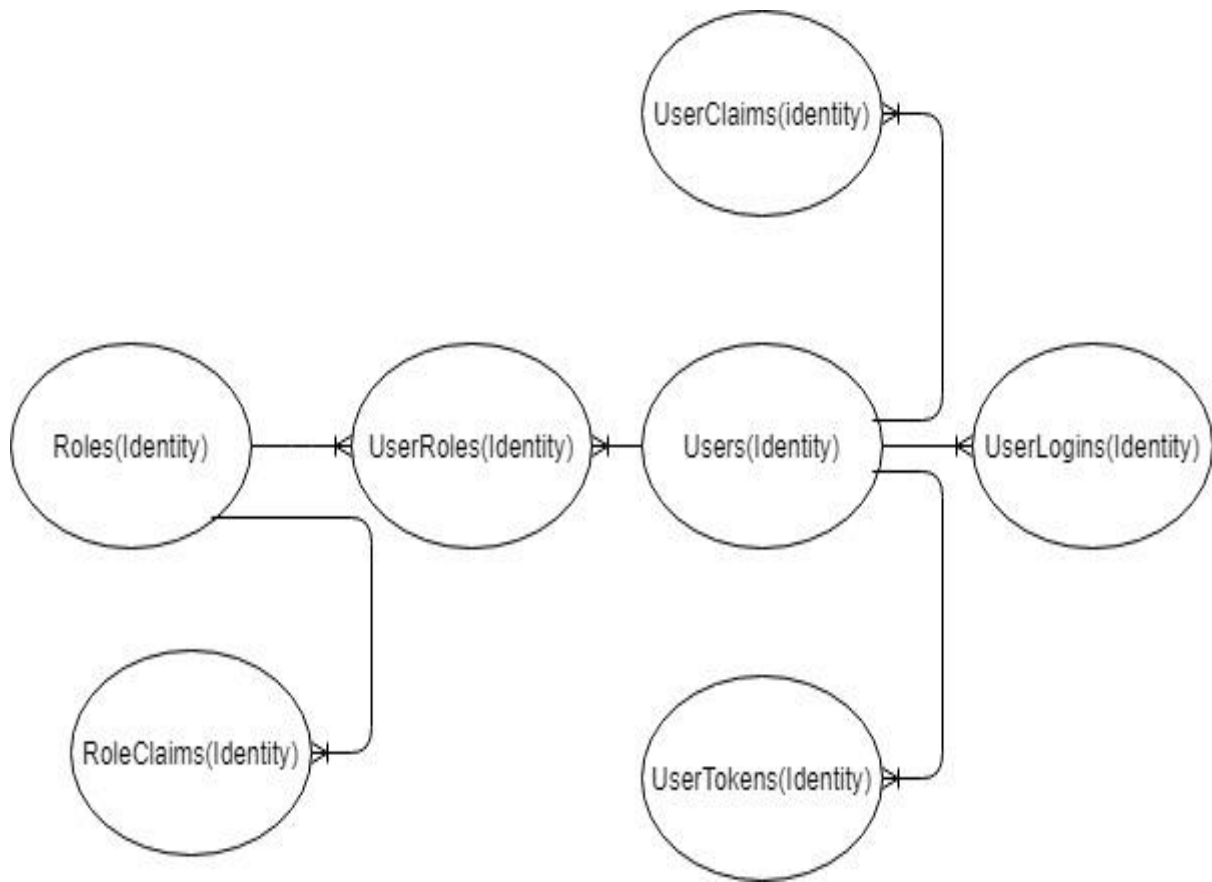 UserClaims(identity)
Roles(Identity)
UserRoles(Identity)
Users(Identity)
UserLogins(Identity)
RoleClaims(Identity)
UserTokens(Identity)